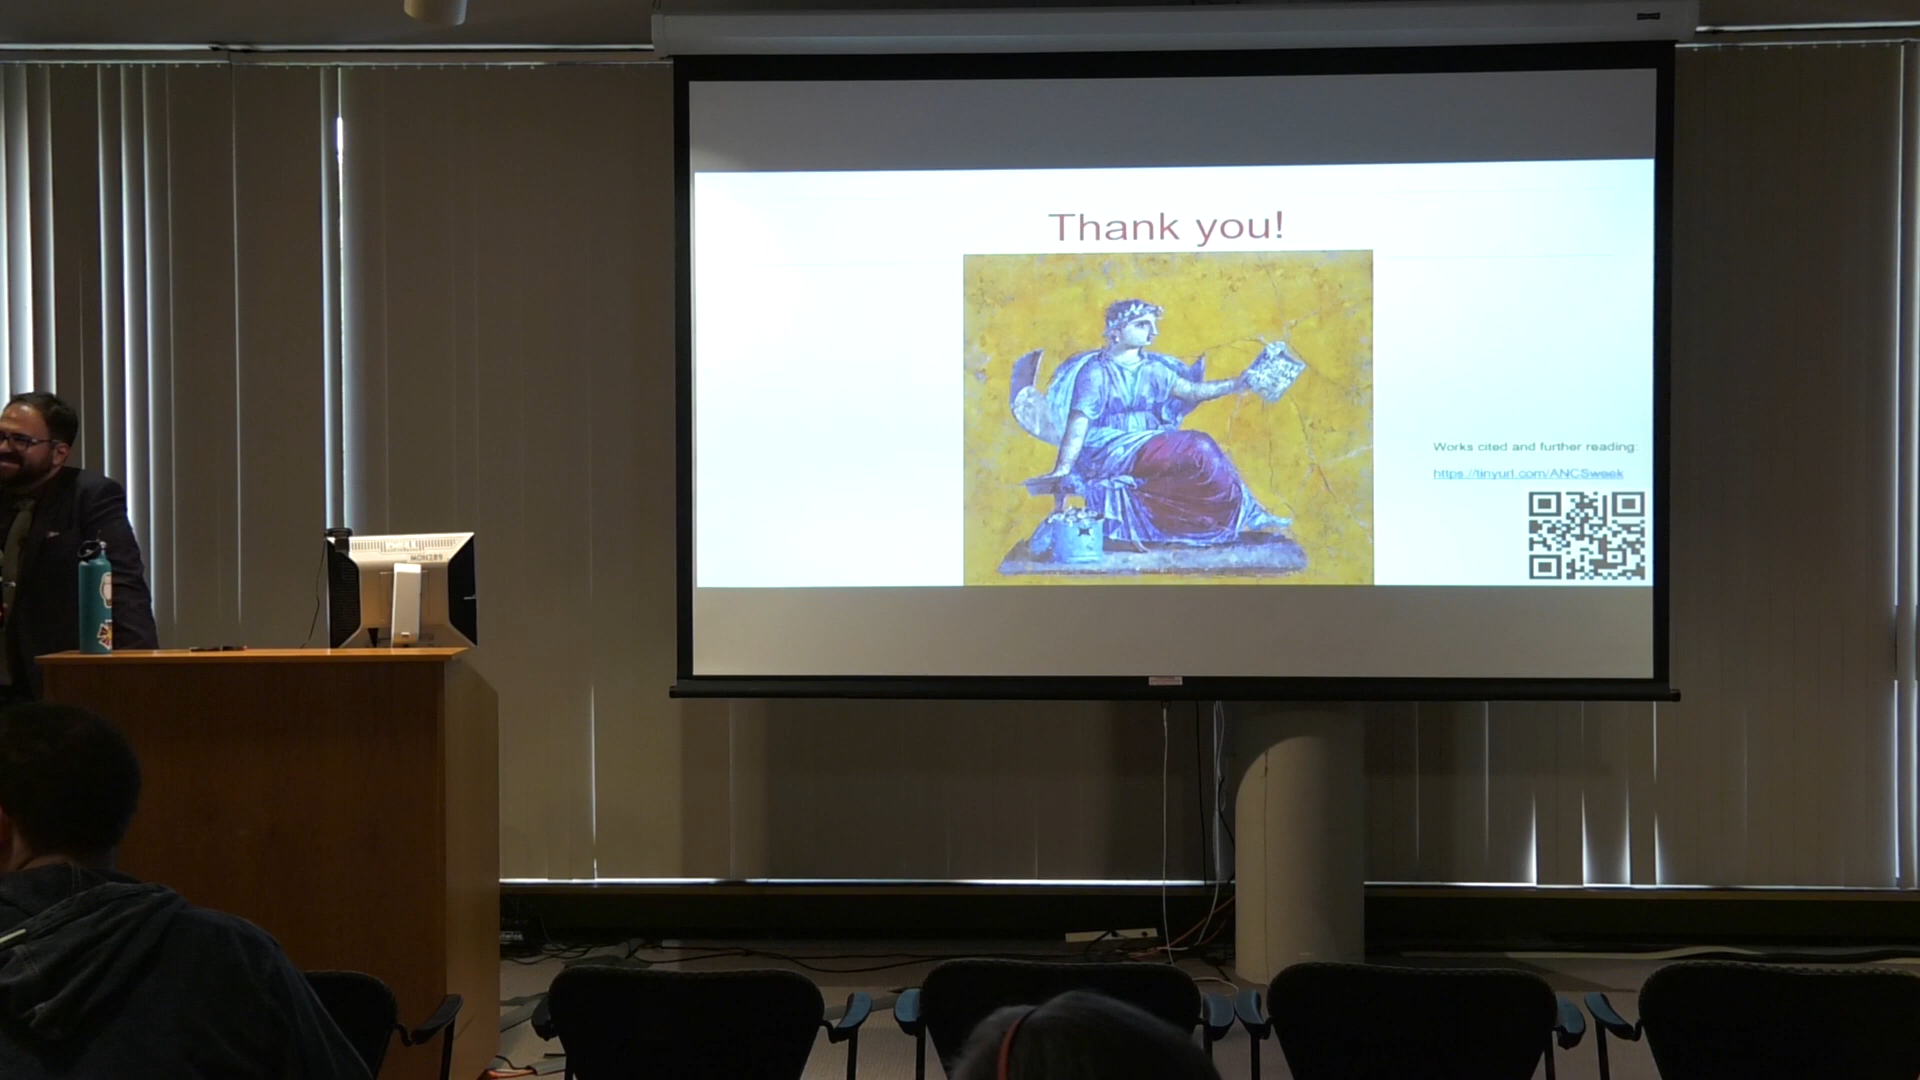 Thank you!
Works cited and further reading:
https://tinyurl.com/ANCSweek